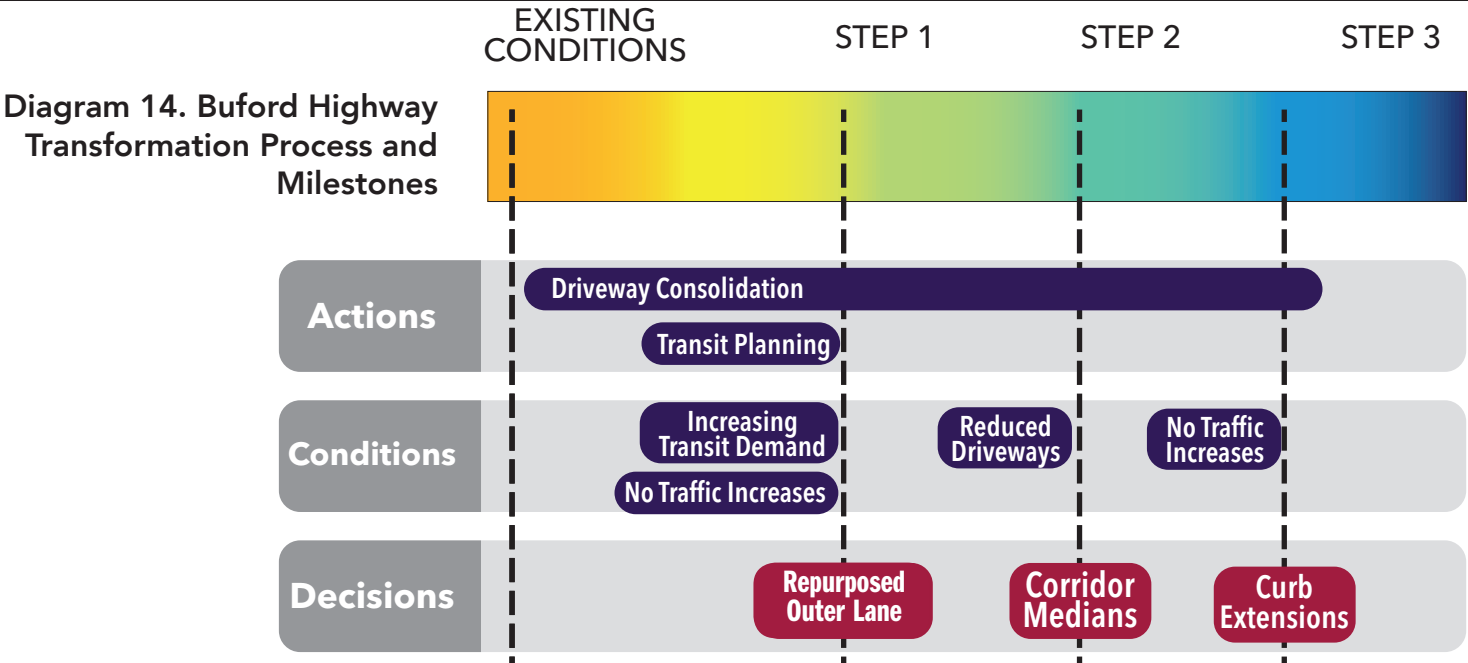 EXISTING
CONDITIONS
STEP 1
STEP 2
STEP 3
Diagram 14. Buford Highway
Transformation Process and
Milestones
Actions
Driveway Consolidation
Transit Planning
Conditions
Increasing
Transit Demand
No Traffic Increases
Reduced
Driveways
No Traffic
Increases
Decisions
Repurposed
Outer Lane
Corridor
Medians
Curb
Extensions